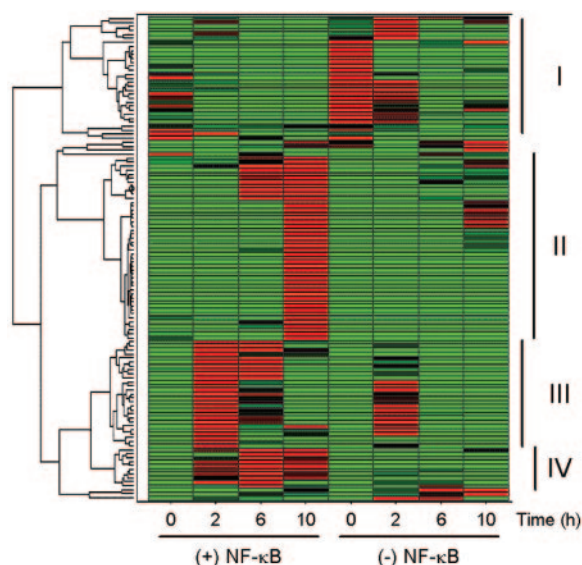 I
II
III
IV
0 2 6 10 0 2 6 10 Time (h)
(+) NF-κB (-) NF-κB